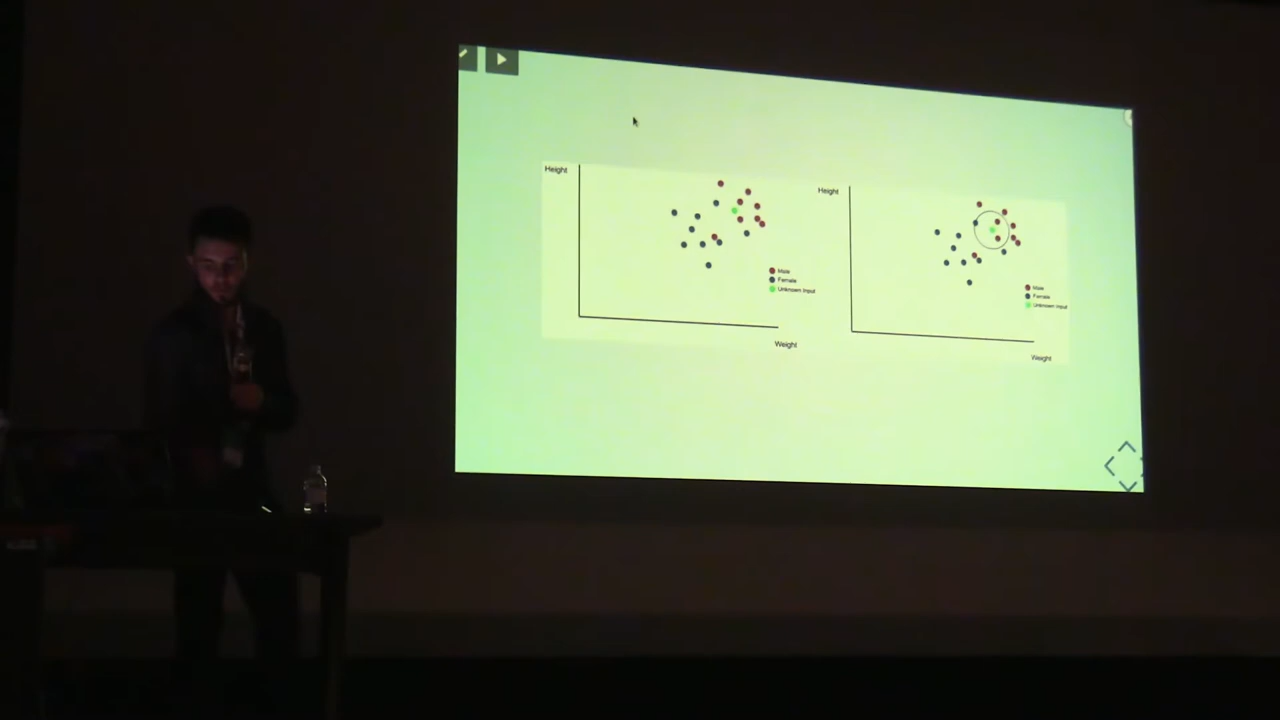 Height
Male
Female
Unknown Input
Weight
Height
Male
Female
Unknown Input
Weight